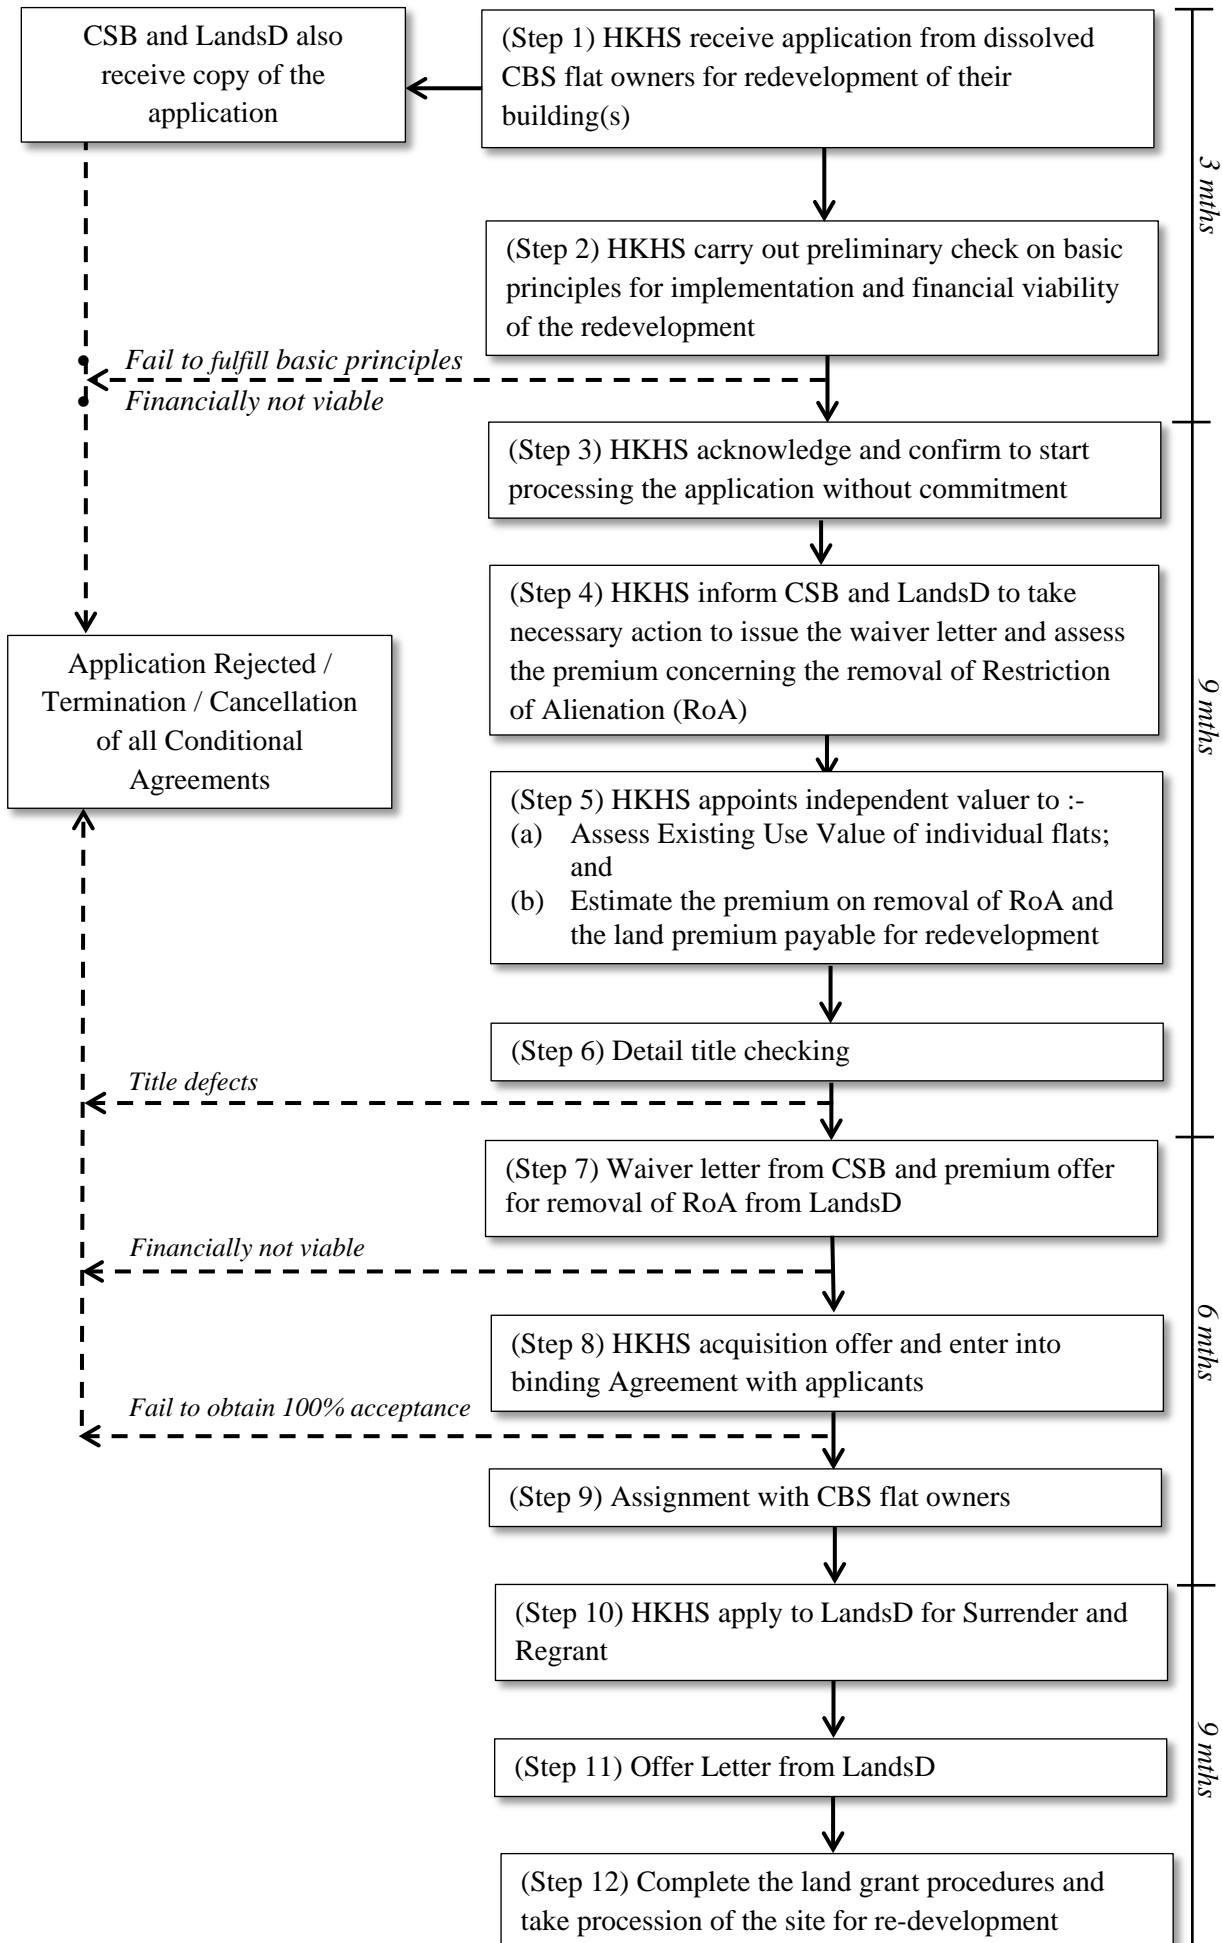 CSB and LandsD also
receive copy of the
application
(Step 1) HKHS receive application from dissolved
CBS flat owners for redevelopment of their
building(s)
3 mths
(Step 2) HKHS carry out preliminary check on basic
principles for implementation and financial viability
of the redevelopment
• Fail to fulfill basic principles
• Financially not viable
(Step 3) HKHS acknowledge and confirm to start
processing the application without commitment
(Step 4) HKHS inform CSB and LandsD to take
necessary action to issue the waiver letter and assess
the premium concerning the removal of Restriction
of Alienation (RoA)
9 mths
Application Rejected /
Termination / Cancellation
of all Conditional
Agreements
(Step 5) HKHS appoints independent valuer to :-
(a) Assess Existing Use Value of individual flats;
and
(b) Estimate the premium on removal of RoA and
the land premium payable for redevelopment
(Step 6) Detail title checking
Title defects
(Step 7) Waiver letter from CSB and premium offer
for removal of RoA from LandsD
Financially not viable
6 mths
(Step 8) HKHS acquisition offer and enter into
binding Agreement with applicants
Fail to obtain 100% acceptance
(Step 9) Assignment with CBS flat owners
(Step 10) HKHS apply to LandsD for Surrender and
Regrant
9 mths
(Step 11) Offer Letter from LandsD
(Step 12) Complete the land grant procedures and
take procession of the site for re-development